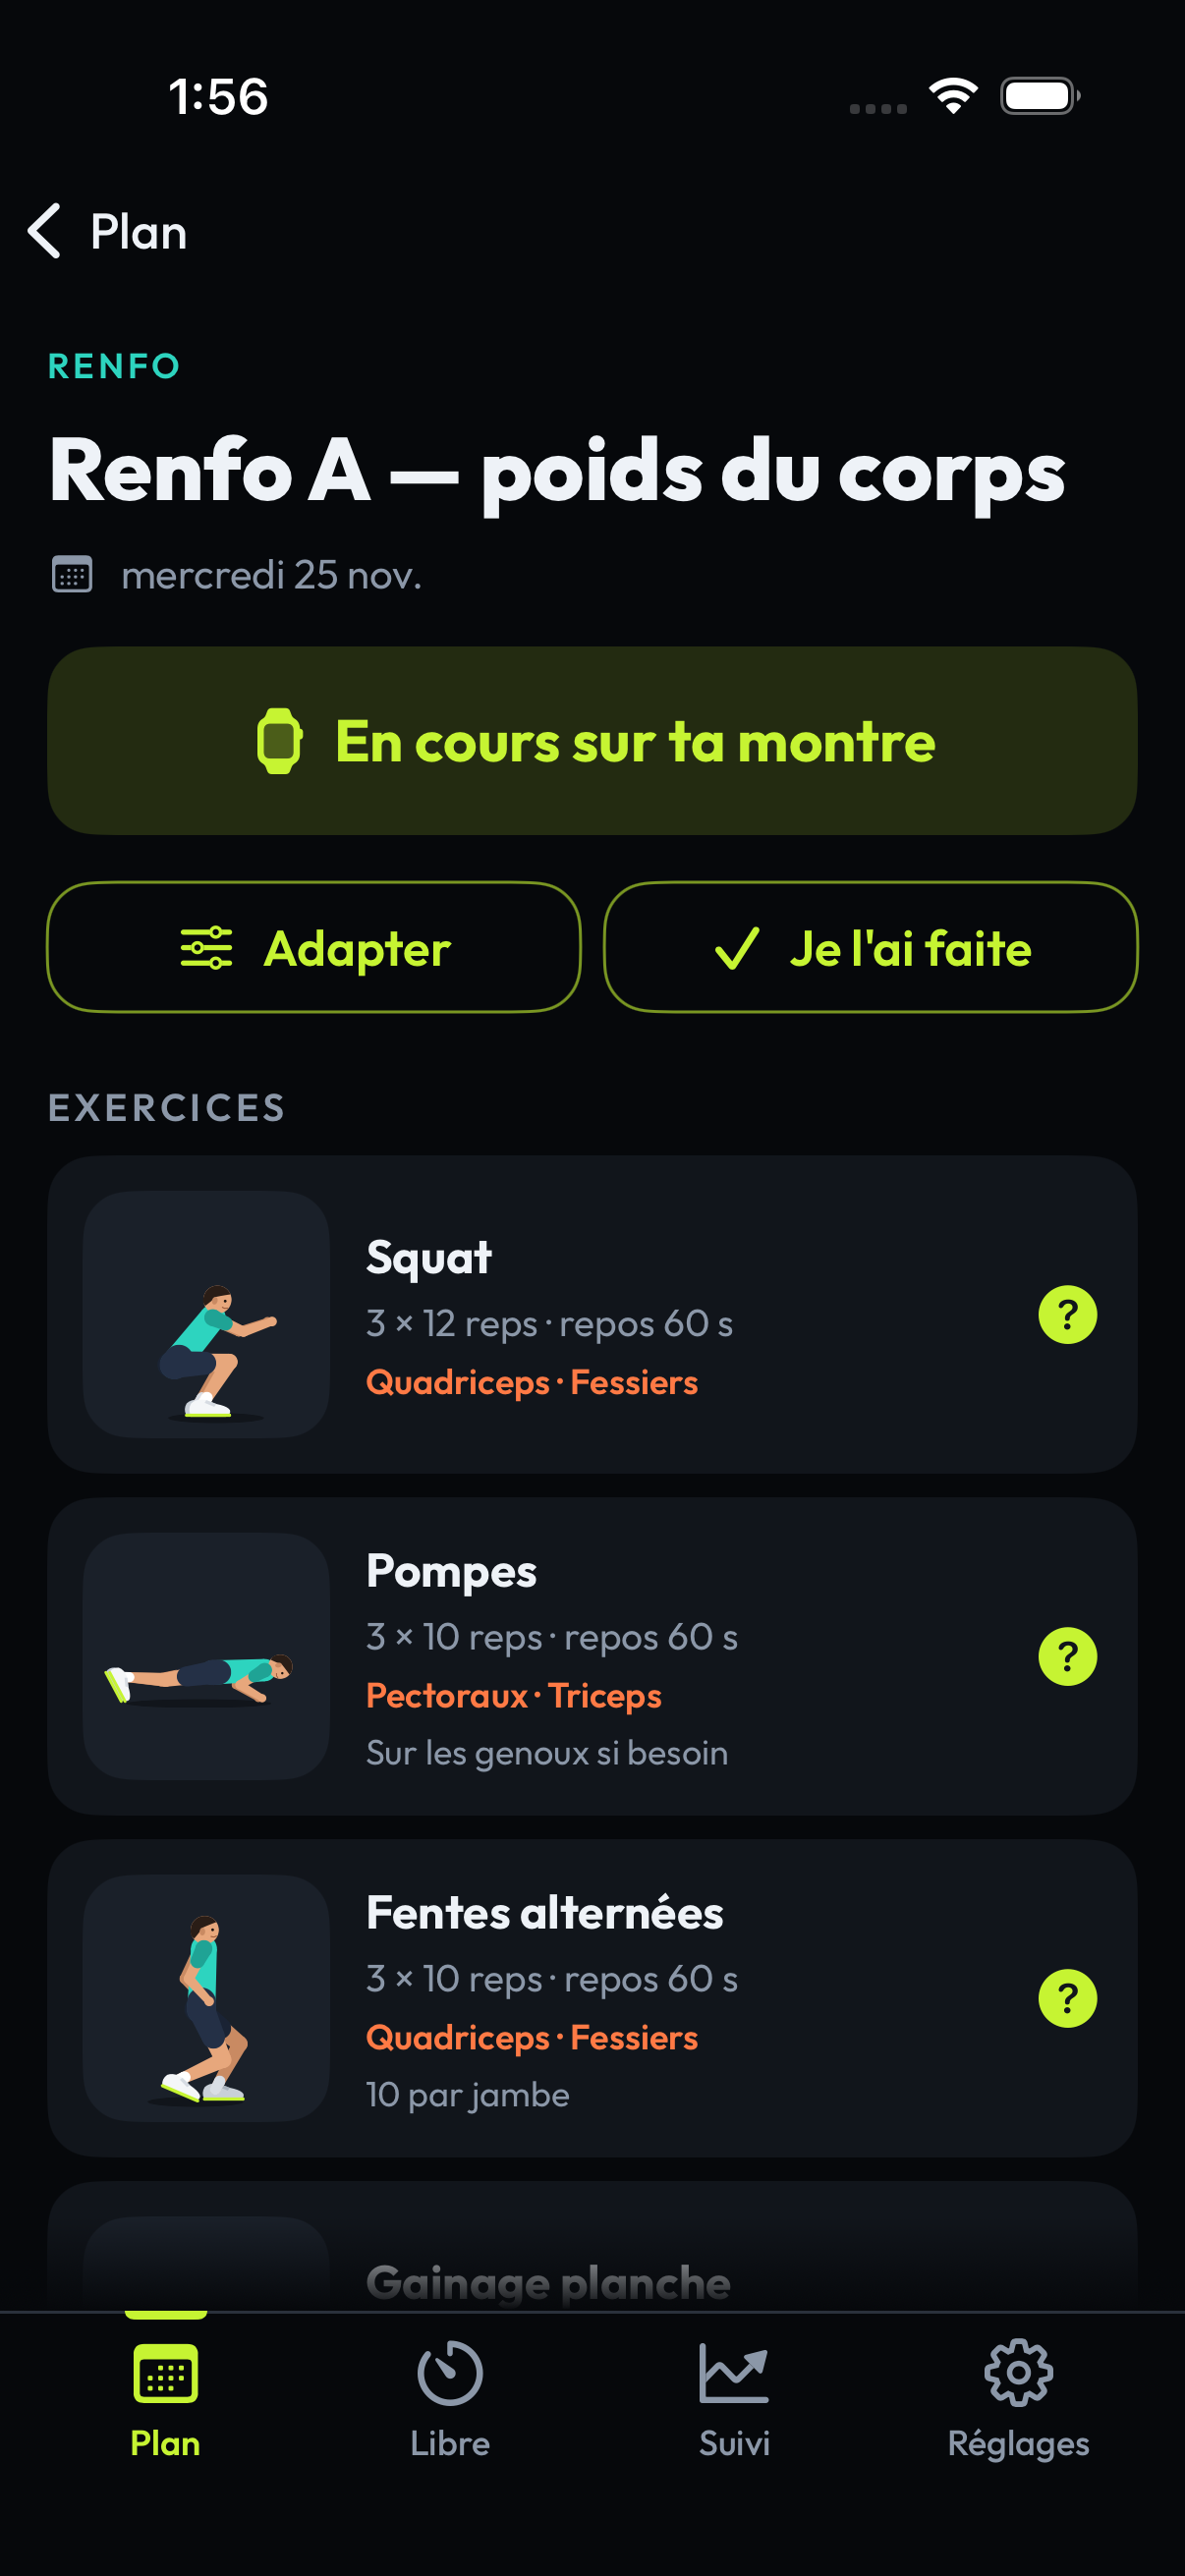 1:56
Plan
RENFO
Renfo A — poids du corps
mercredi 25 nov.
En cours sur ta montre
Adapter
Je l'ai faite
EXERCICES
Squat
3 × 12 reps · repos 60 s
Quadriceps · Fessiers
?
Pompes
3 × 10 reps · repos 60 s
Pectoraux · Triceps
Sur les genoux si besoin
?
Fentes alternées
3 × 10 reps · repos 60 s
Quadriceps · Fessiers
10 par jambe
?
Gainage planche
Plan
Libre
Suivi
Réglages